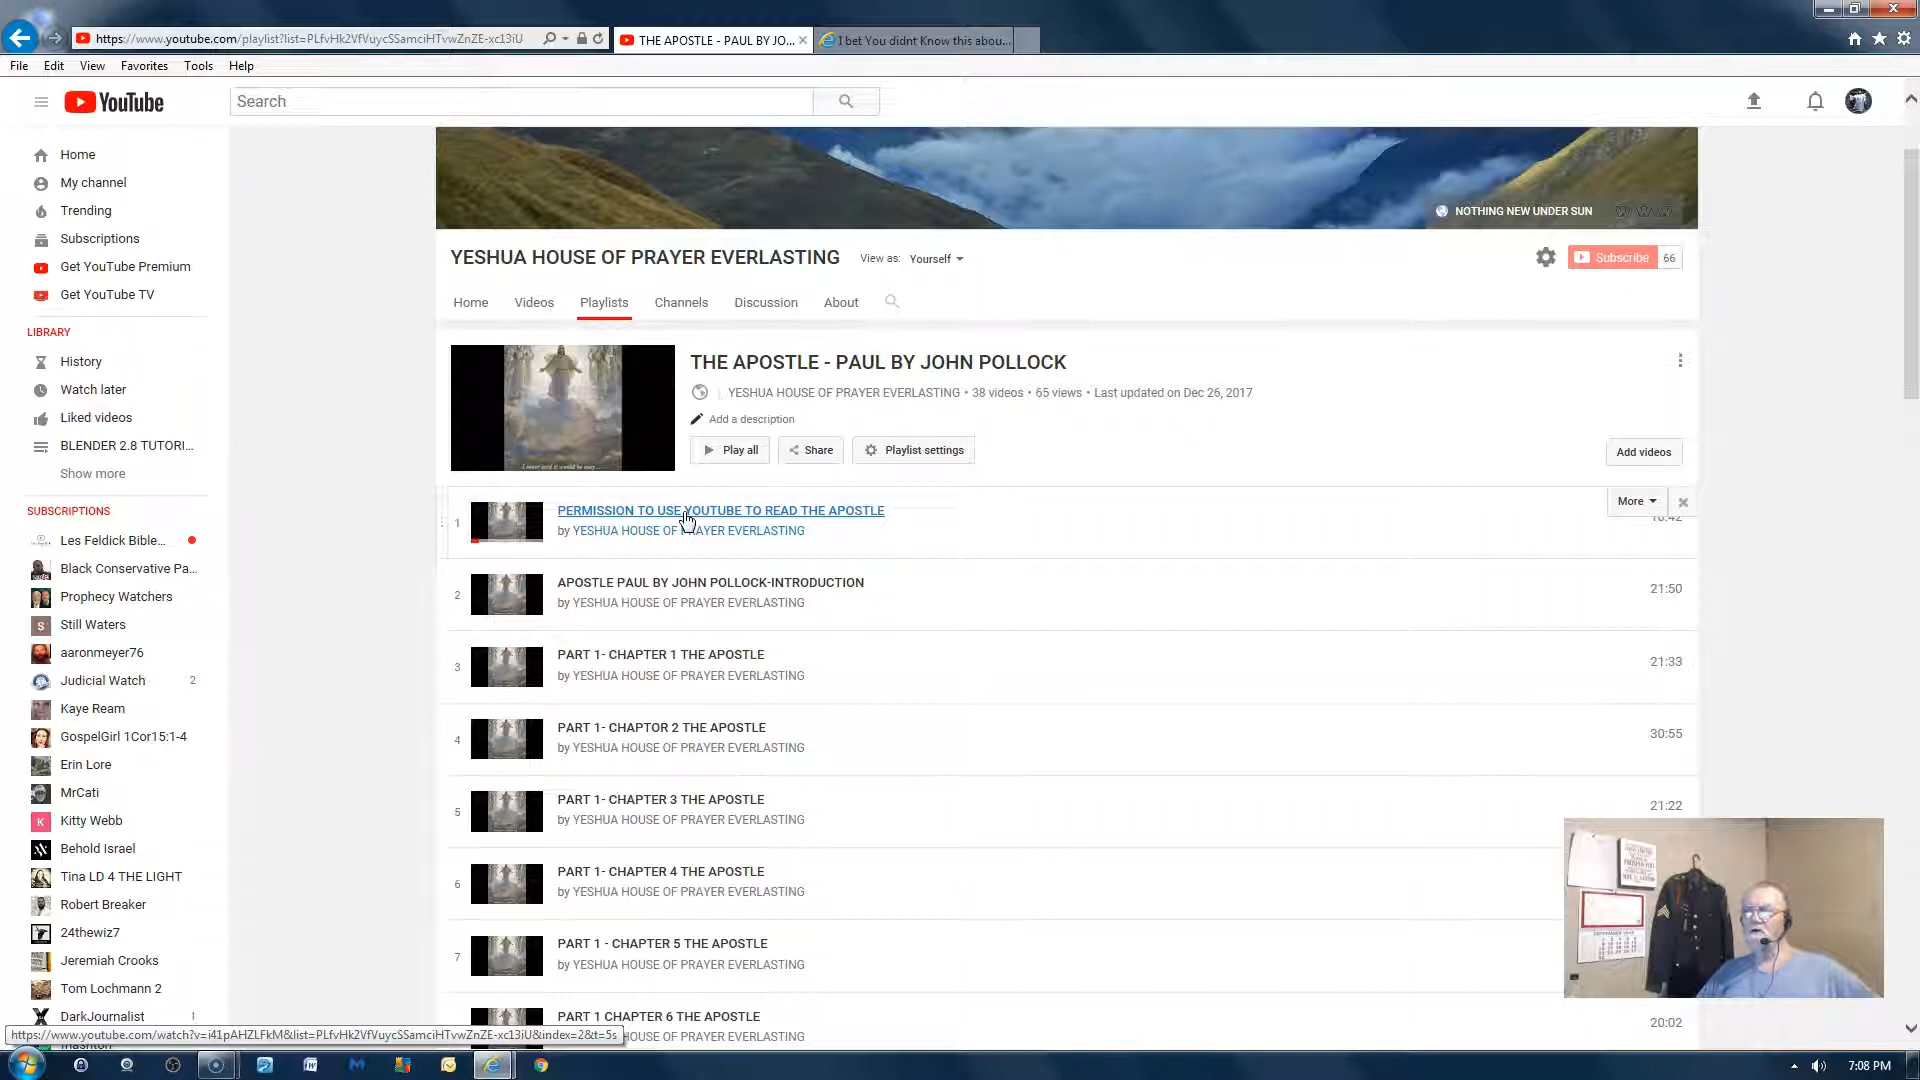 https://www.youtube.com/playlist?list=PLfvHk2VfVuycSSamciHTvwZnZE-xc13iU
THE APOSTLE - PAUL BY JO...
I bet You didnt Know this abou...
File Edit View Favorites Tools Help
YouTube
Search
Home
My channel
Trending
Subscriptions
Get YouTube Premium
Get YouTube TV
LIBRARY
History
Watch later
Liked videos
BLENDER 2.8 TUTORI...
Show more
SUBSCRIPTIONS
Les Feldick Bible...
Black Conservative Pa...
Prophecy Watchers
S Still Waters
aaronmeyer76
Judicial Watch 2
Kaye Ream
GospelGirl 1Cor15:1-4
Erin Lore
MrCati
K Kitty Webb
Behold Israel
Tina LD 4 THE LIGHT
Robert Breaker
24thewiz7
Jeremiah Crooks
Tom Lochmann 2
DarkJournalist 1
NOTHING NEW UNDER SUN
YESHUA HOUSE OF PRAYER EVERLASTING
View as: Yourself
Subscribe 66
Home Videos Playlists Channels Discussion About
THE APOSTLE - PAUL BY JOHN POLLOCK
YESHUA HOUSE OF PRAYER EVERLASTING • 38 videos • 65 views • Last updated on Dec 26, 2017
Add a description
Play all Share Playlist settings
Add videos
1 PERMISSION TO USE YOUTUBE TO READ THE APOSTLE
by YESHUA HOUSE OF PRAYER EVERLASTING
More
10:42
2 APOSTLE PAUL BY JOHN POLLOCK-INTRODUCTION
by YESHUA HOUSE OF PRAYER EVERLASTING
21:50
3 PART 1- CHAPTER 1 THE APOSTLE
by YESHUA HOUSE OF PRAYER EVERLASTING
21:33
4 PART 1- CHAPTOR 2 THE APOSTLE
by YESHUA HOUSE OF PRAYER EVERLASTING
30:55
5 PART 1- CHAPTER 3 THE APOSTLE
by YESHUA HOUSE OF PRAYER EVERLASTING
21:22
6 PART 1- CHAPTER 4 THE APOSTLE
by YESHUA HOUSE OF PRAYER EVERLASTING
7 PART 1 - CHAPTER 5 THE APOSTLE
by YESHUA HOUSE OF PRAYER EVERLASTING
PART 1 CHAPTER 6 THE APOSTLE
HOUSE OF PRAYER EVERLASTING
20:02
https://www.youtube.com/watch?v=i41pAHZLFkM&list=PLfvHk2VfVuycSSamciHTvwZnZE-xc13iU&index=2&t=5s
7:08 PM